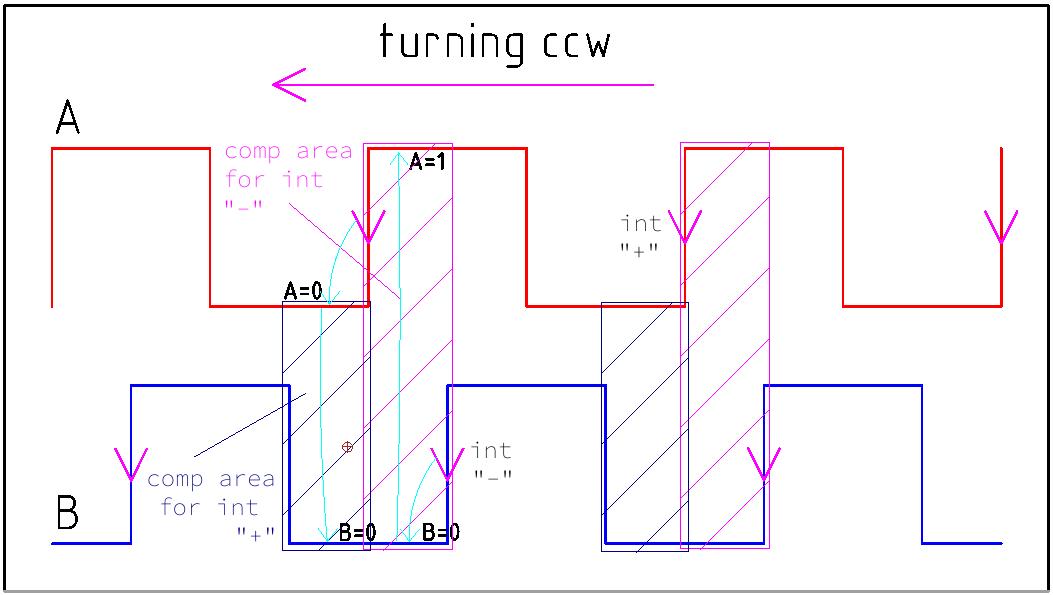 turning ccw
A
comp area
for int
"-"
A=1
int
"+"
A=0
comp area
for int
"+"
int
"-"
B
B=0
B=0